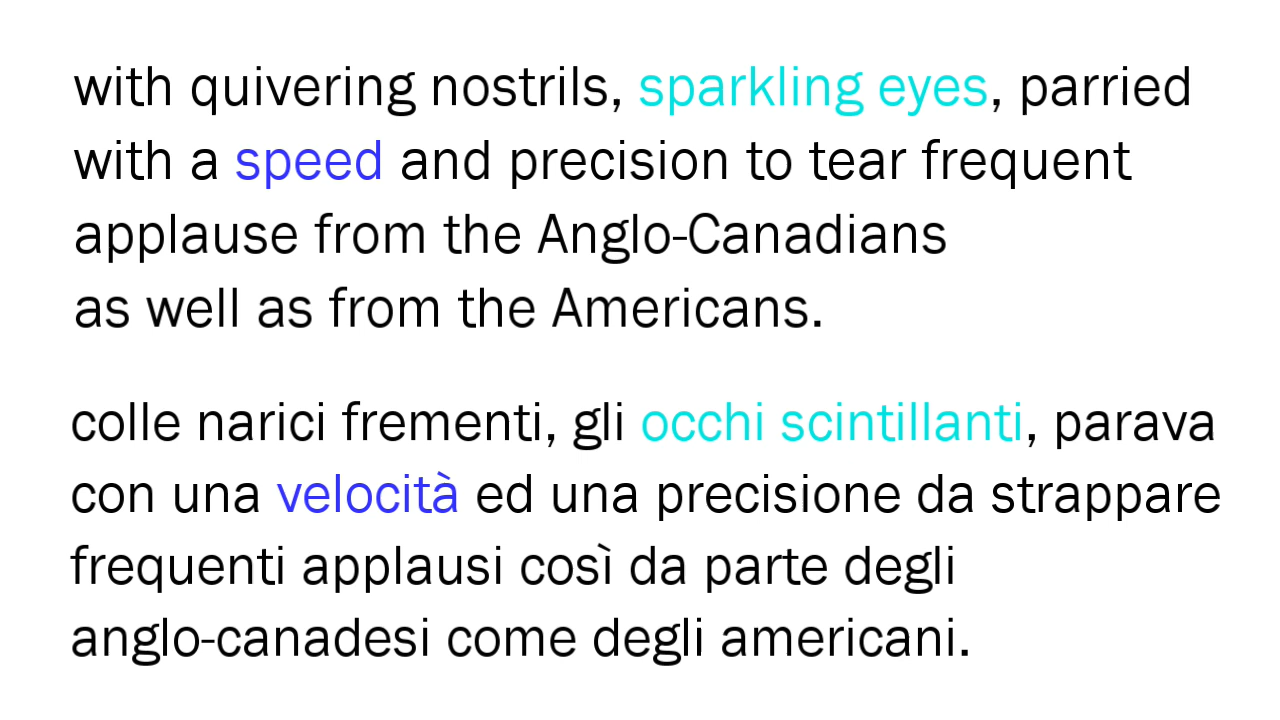 with quivering nostrils, sparkling eyes, parried
with a speed and precision to tear frequent
applause from the Anglo-Canadians
as well as from the Americans.
colle narici frementi, gli occhi scintillanti, parava
con una velocità ed una precisione da strappare
frequenti applausi così da parte degli
anglo-canadesi come degli americani.